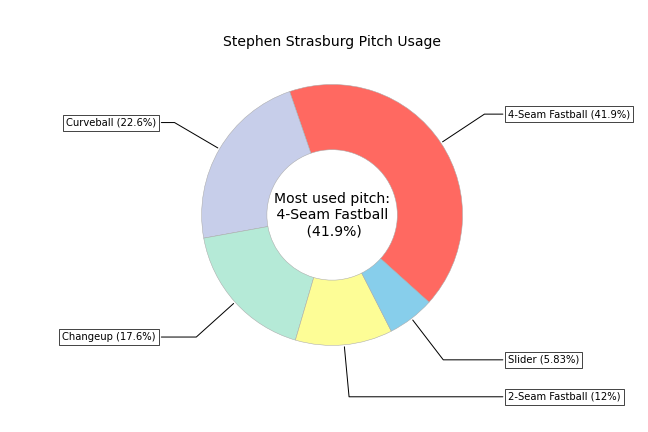 Stephen Strasburg Pitch Usage
4-Seam Fastball (41.9%)
Curveball (22.6%)
Most used pitch:
4-Seam Fastball
(41.9%)
Changeup (17.6%)
Slider (5.83%)
2-Seam Fastball (12%)